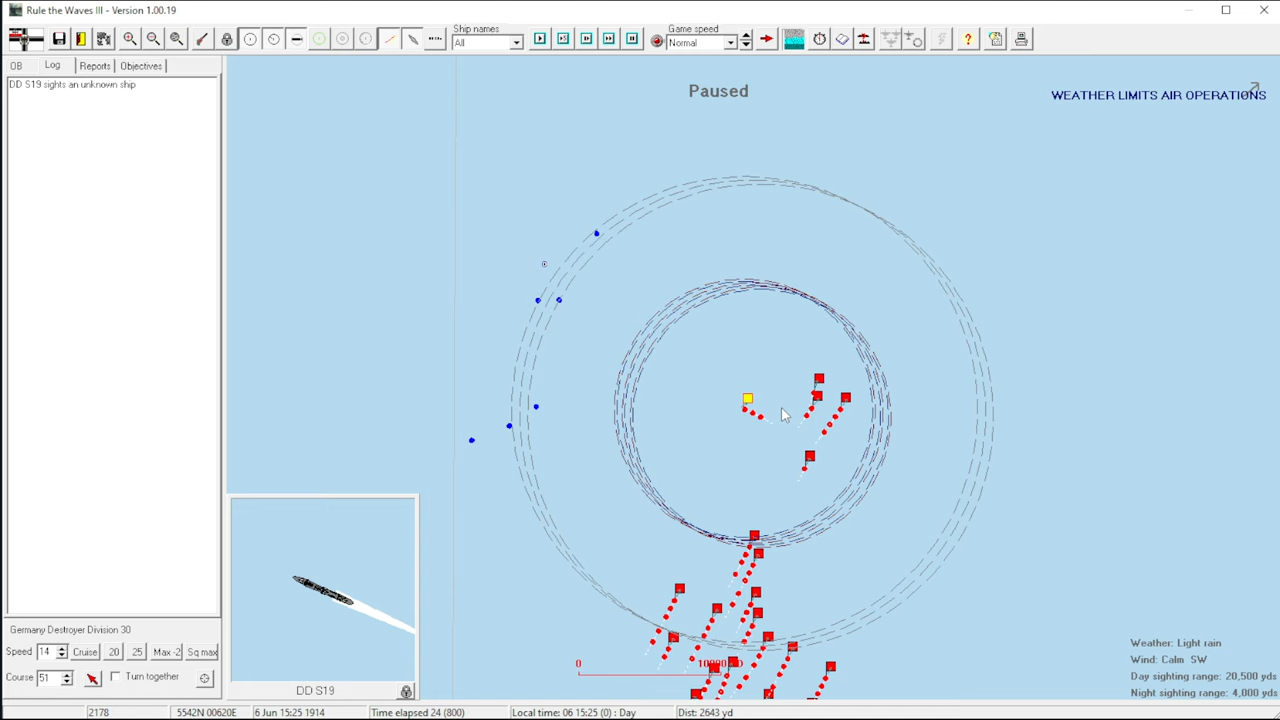 Rule the Waves III - Version 1.00.19
Ship names
All
Game speed
Normal
OB Log Reports Objectives
DD S19 sights an unknown ship
Paused
WEATHER LIMITS AIR OPERATIONS
Germany Destroyer Division 30
Speed 14 Cruise 20 25 Max -2 Sq max
Course 51 Turn together
DD S19
0
Weather: Light rain
Wind: Calm SW
Day sighting range: 20,500 yds
Night sighting range: 4,000 yds
2178 5542N 00620E 6 Jun 15:25 1914 Time elapsed 24 (800) Local time: 06 15:25 (0) : Day Dist: 2643 yd